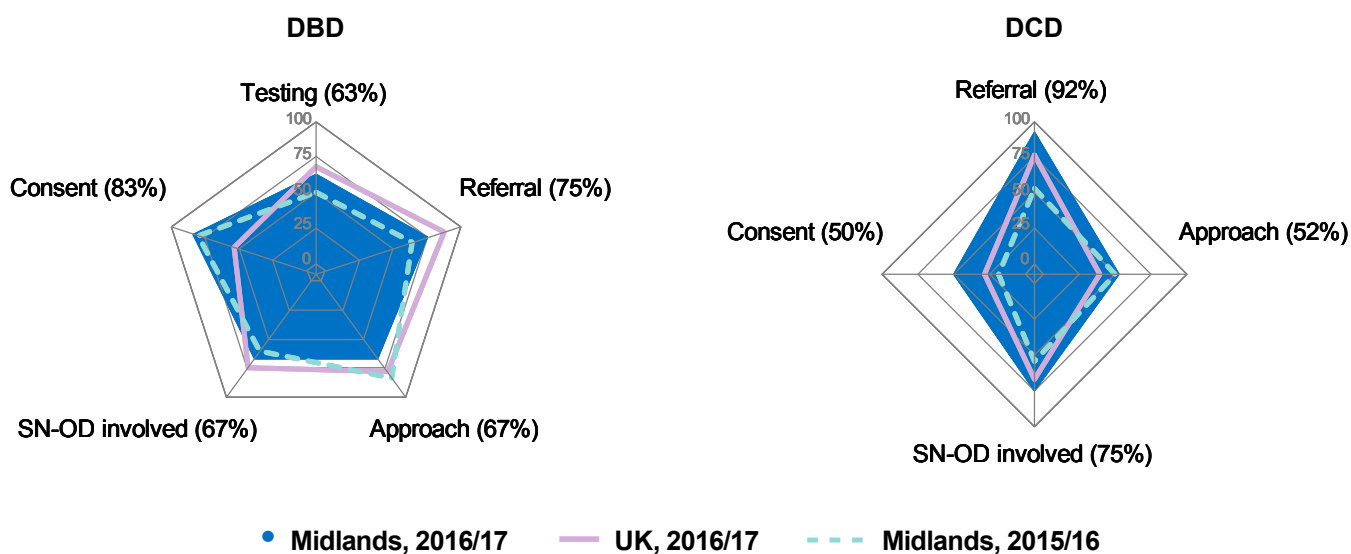 DBD
Testing (63%)
100
75
50
25
0
Consent (83%)
Referral (75%)
SN-OD involved (67%)
Approach (67%)
DCD
Referral (92%)
100
75
50
25
0
Consent (50%)
Approach (52%)
SN-OD involved (75%)
Midlands, 2016/17
UK, 2016/17
Midlands, 2015/16